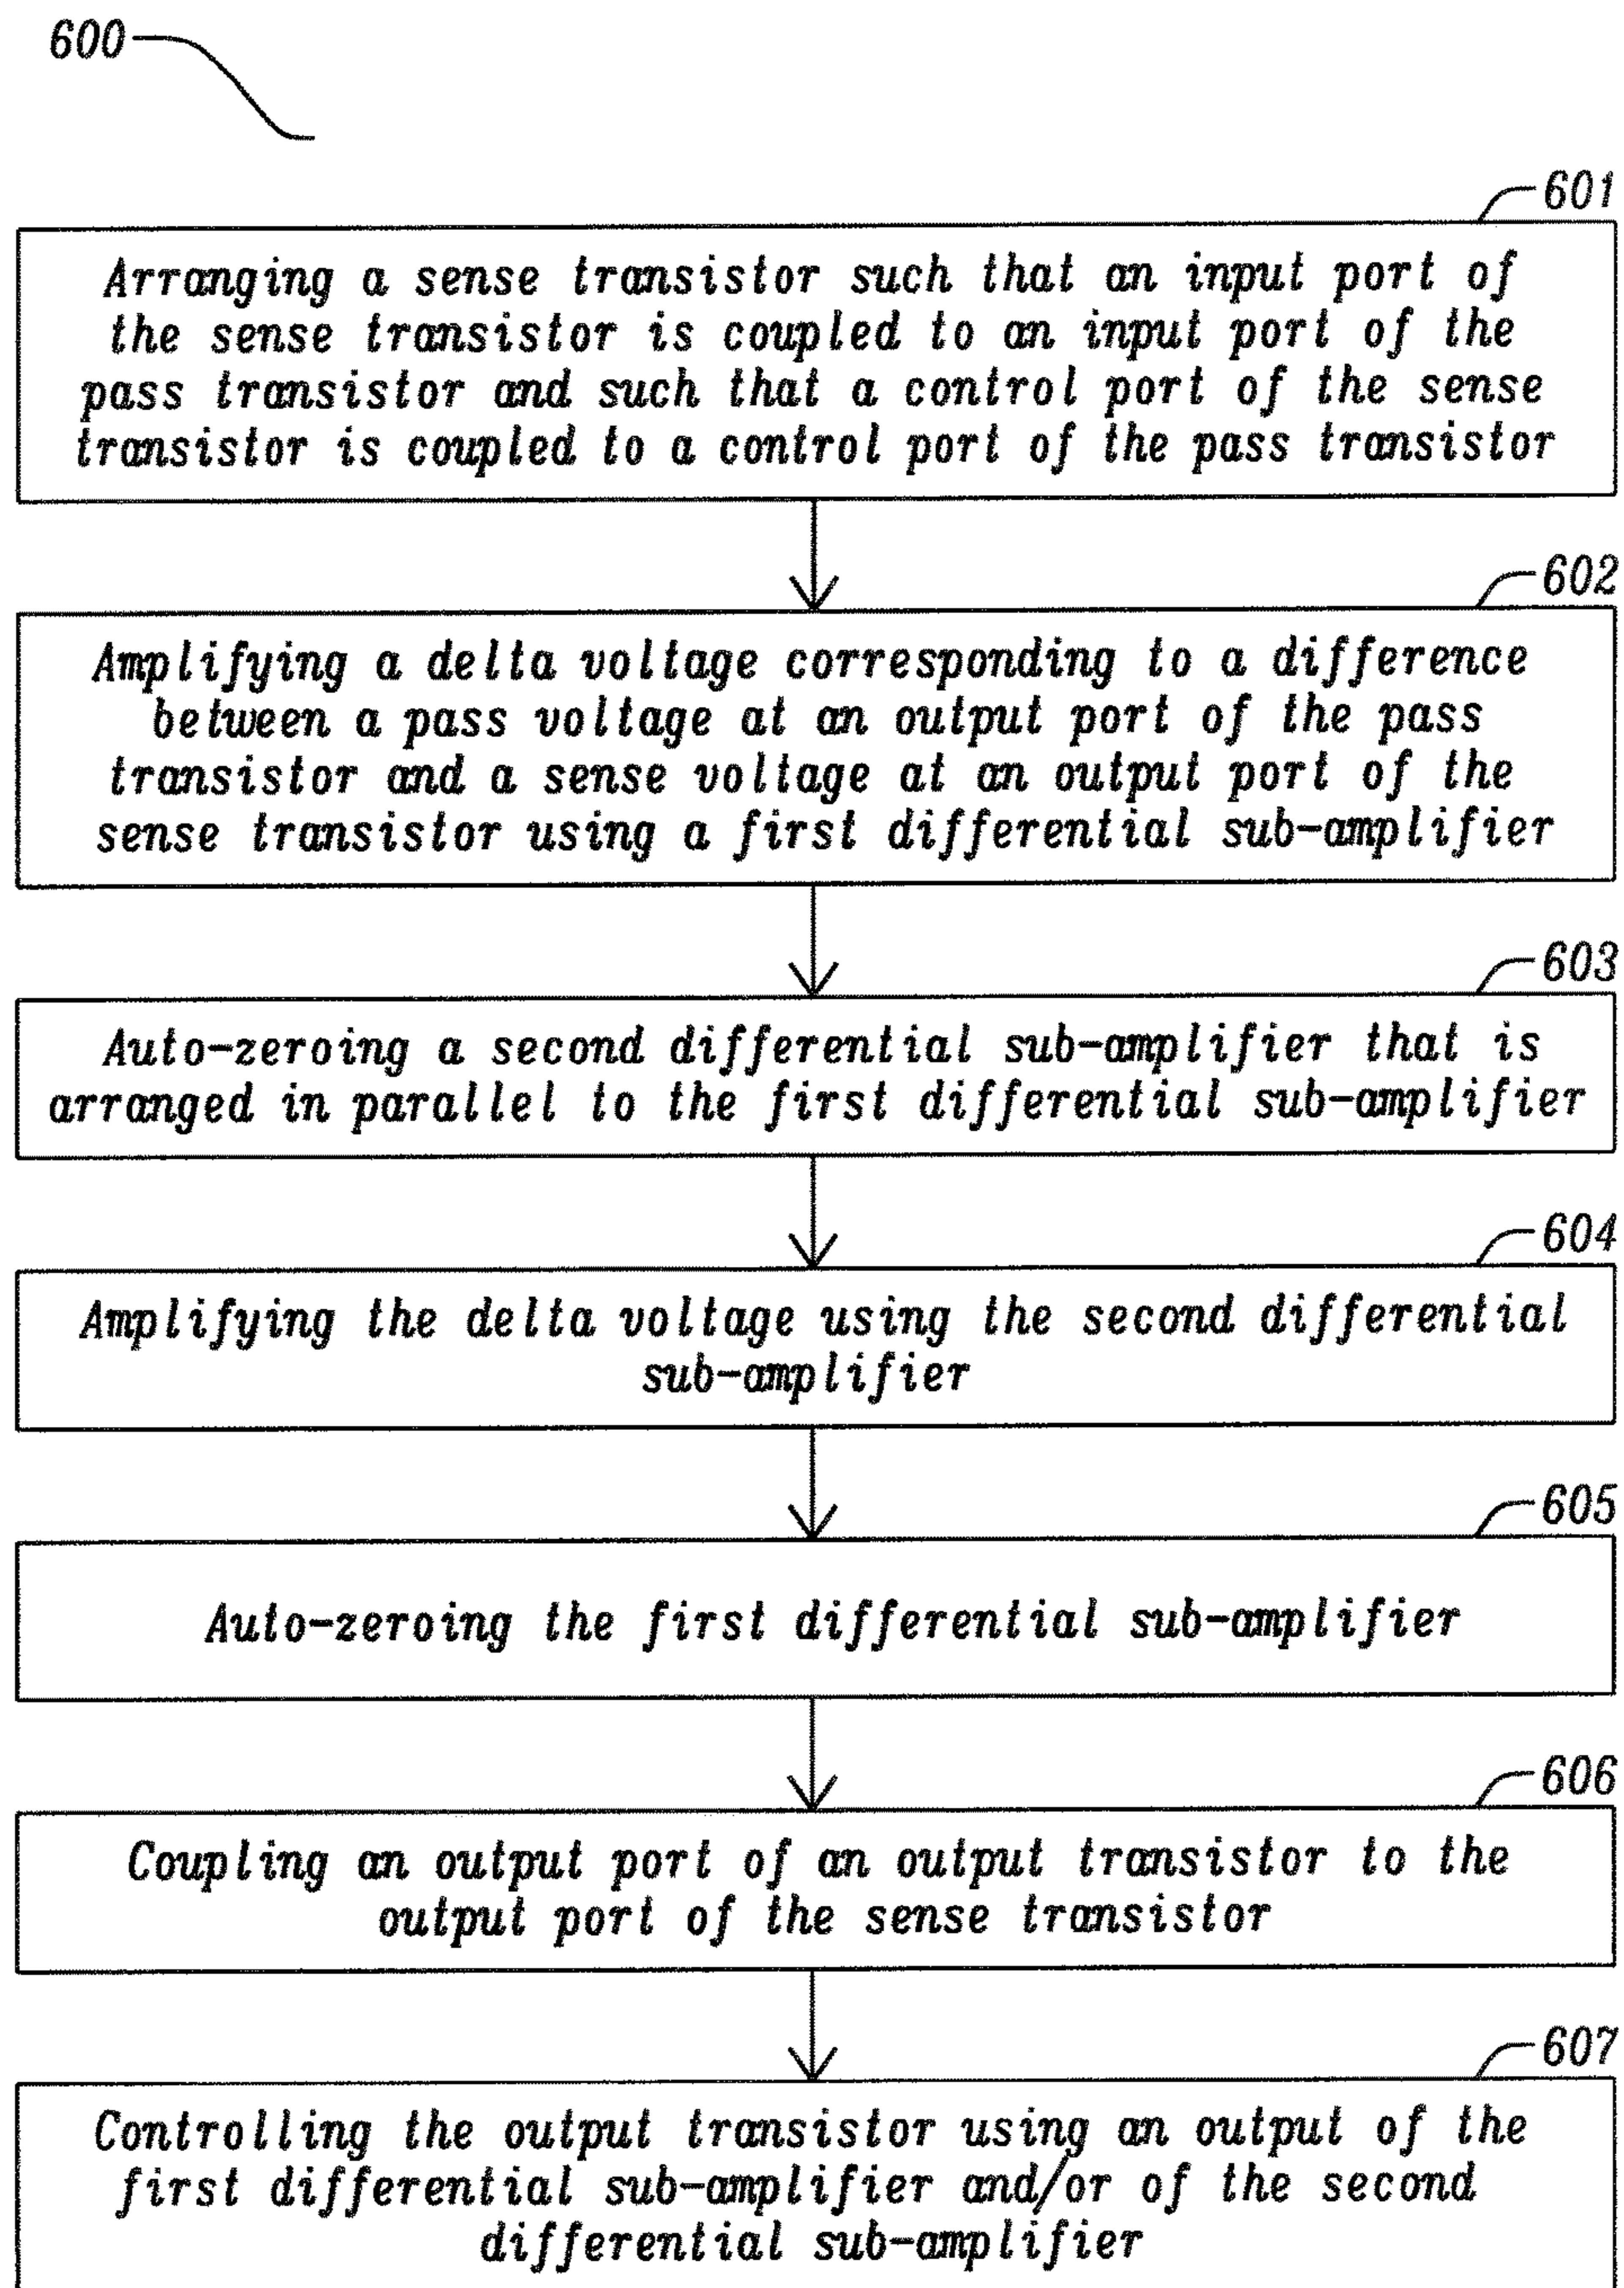 600
601
Arranging a sense transistor such that an input port of
the sense transistor is coupled to an input port of the
pass transistor and such that a control port of the sense
transistor is coupled to a control port of the pass transistor
602
Amplifying a delta voltage corresponding to a difference
between a pass voltage at an output port of the pass
transistor and a sense voltage at an output port of the
sense transistor using a first differential sub-amplifier
603
Auto-zeroing a second differential sub-amplifier that is
arranged in parallel to the first differential sub-amplifier
604
Amplifying the delta voltage using the second differential
sub-amplifier
605
Auto-zeroing the first differential sub-amplifier
606
Coupling an output port of an output transistor to the
output port of the sense transistor
607
Controlling the output transistor using an output of the
first differential sub-amplifier and/or of the second
differential sub-amplifier